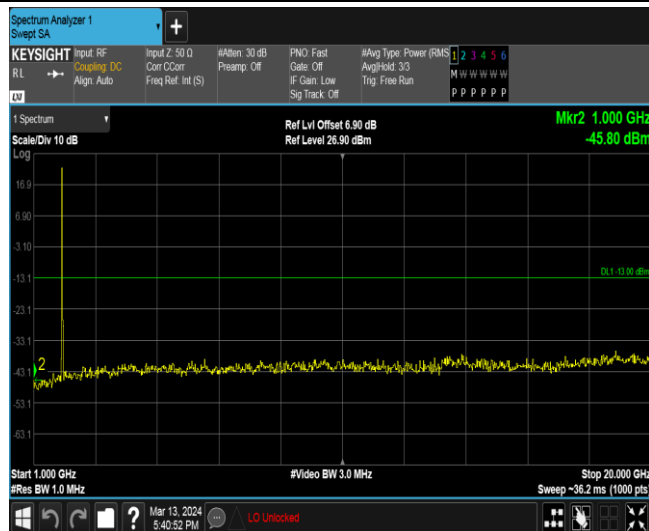 Spectrum Analyzer 1
Swept SA
+
KEYSIGHT
RL
Input: RF
Coupling: DC
Align: Auto
Input Z: 50 Ω
Corr CCorr
Freq Ref: Int (S)
#Atten: 30 dB
Preamp: Off
PNO: Fast
Gate: Off
IF Gain: Low
Sig Track: Off
#Avg Type: Power (RMS
Avg|Hold: 3/3
Trig: Free Run
1 2 3 4 5 6
M W W W W W
P P P P P P
1 Spectrum
Scale/Div 10 dB
Log
Ref Lvl Offset 6.90 dB
Ref Level 26.90 dBm
Mkr2 1.000 GHz
-45.80 dBm
16.9
6.90
-3.10
-13.1
DL1 -13.00 dBm
-23.1
-33.1
2
-43.1
-53.1
-63.1
Start 1.000 GHz
#Res BW 1.0 MHz
#Video BW 3.0 MHz
Stop 20.000 GHz
Sweep ~36.2 ms (1000 pts)
?
Mar 13, 2024
5:40:52 PM
LO Unlocked